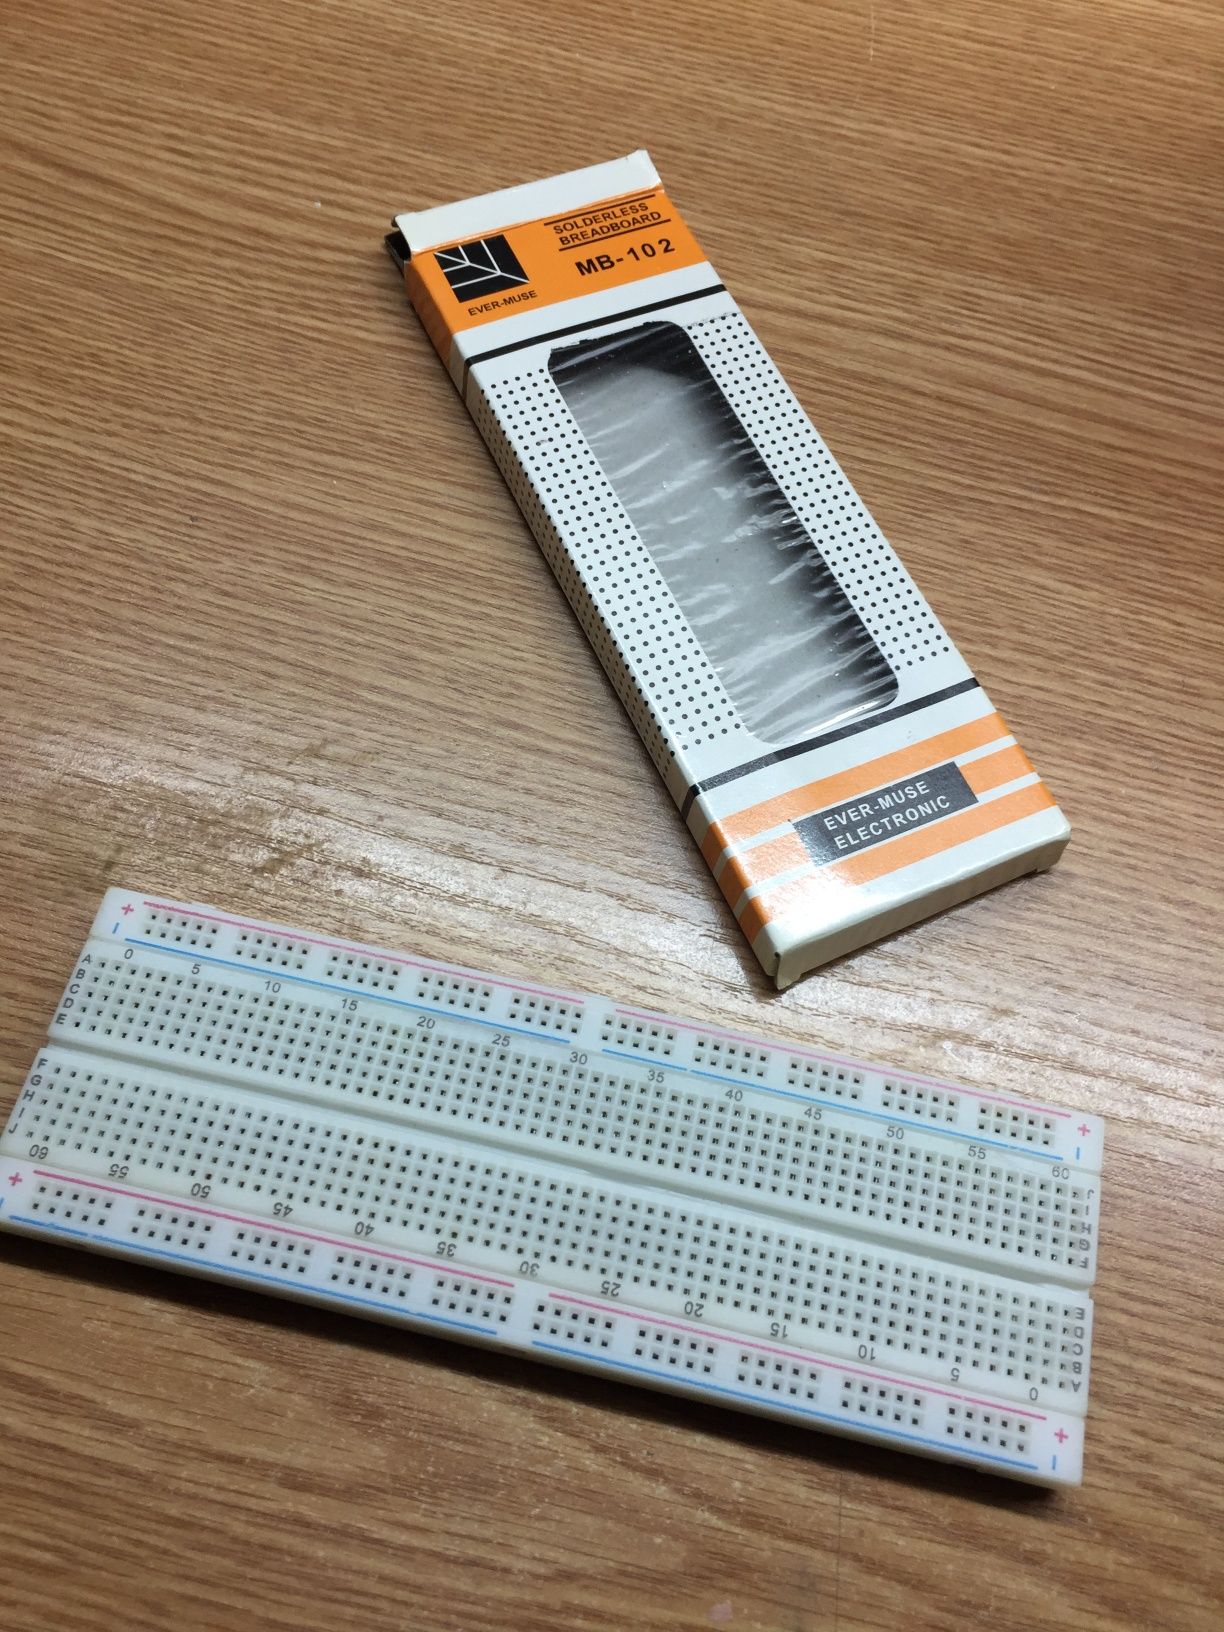 SOLDERLESS
BREADBOARD
MB-102
EVER-MUSE
EVER-MUSE
ELECTRONIC
+
−
0 5 10 15 20 25 30 35 40 45 50 55 60
+
−
A
B
C
D
E
F
G
H
I
J
J
I
H
G
F
E
D
C
B
A
60 55 50 45 40 35 30 25 20 15 10 5 0
+
+
−